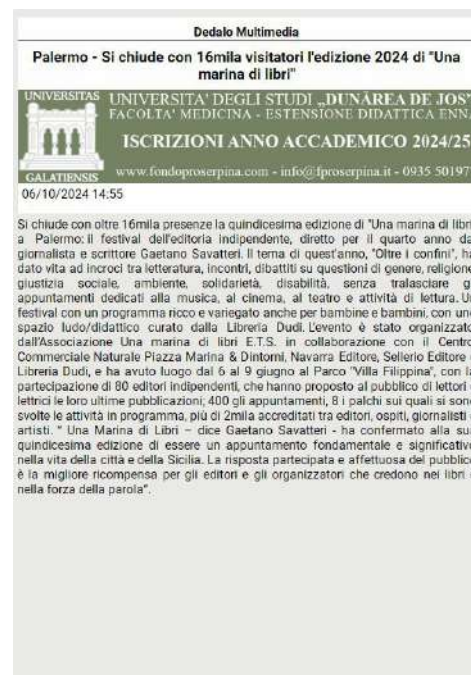 Dedalo Multimedia
Palermo - Si chiude con 16mila visitatori l'edizione 2024 di "Una
marina di libri"
UNIVERSITAS
GALATIENSIS
UNIVERSITA' DEGLI STUDI „DUNĂREA DE JOS"
FACOLTA' MEDICINA - ESTENSIONE DIDATTICA ENNA
ISCRIZIONI ANNO ACCADEMICO 2024/25
www.fondoproserpina.com - info@fproserpina.it - 0935 50197
06/10/2024 14:55
Si chiude con oltre 16mila presenze la quindicesima edizione di "Una marina di libri"
a Palermo: il festival dell'editoria indipendente, diretto per il quarto anno dal
giornalista e scrittore Gaetano Savatteri. Il tema di quest'anno, "Oltre i confini", ha
dato vita ad incroci tra letteratura, incontri, dibattiti su questioni di genere, religione,
giustizia sociale, ambiente, solidarietà, disabilità, senza tralasciare g
appuntamenti dedicati alla musica, al cinema, al teatro e attività di lettura. Un
festival con un programma ricco e variegato anche per bambine e bambini, con uno
spazio ludo/didattico curato dalla Libreria Dudi. L'evento è stato organizzato
dall'Associazione Una marina di libri E.T.S. in collaborazione con il Centro
Commerciale Naturale Piazza Marina & Dintorni, Navarra Editore, Sellerio Editore
Libreria Dudi, e ha avuto luogo dal 6 al 9 giugno al Parco "Villa Filippina", con la
partecipazione di 80 editori indipendenti, che hanno proposto al pubblico di lettori
lettrici le loro ultime pubblicazioni; 400 gli appuntamenti, 8 i palchi sui quali si sono
svolte le attività in programma, più di 2mila accreditati tra editori, ospiti, giornalisti
artisti. " Una Marina di Libri – dice Gaetano Savatteri - ha confermato alla sua
quindicesima edizione di essere un appuntamento fondamentale e significativo
nella vita della città e della Sicilia. La risposta partecipata e affettuosa del pubblico
è la migliore ricompensa per gli editori e gli organizzatori che credono nei libri
nella forza della parola".